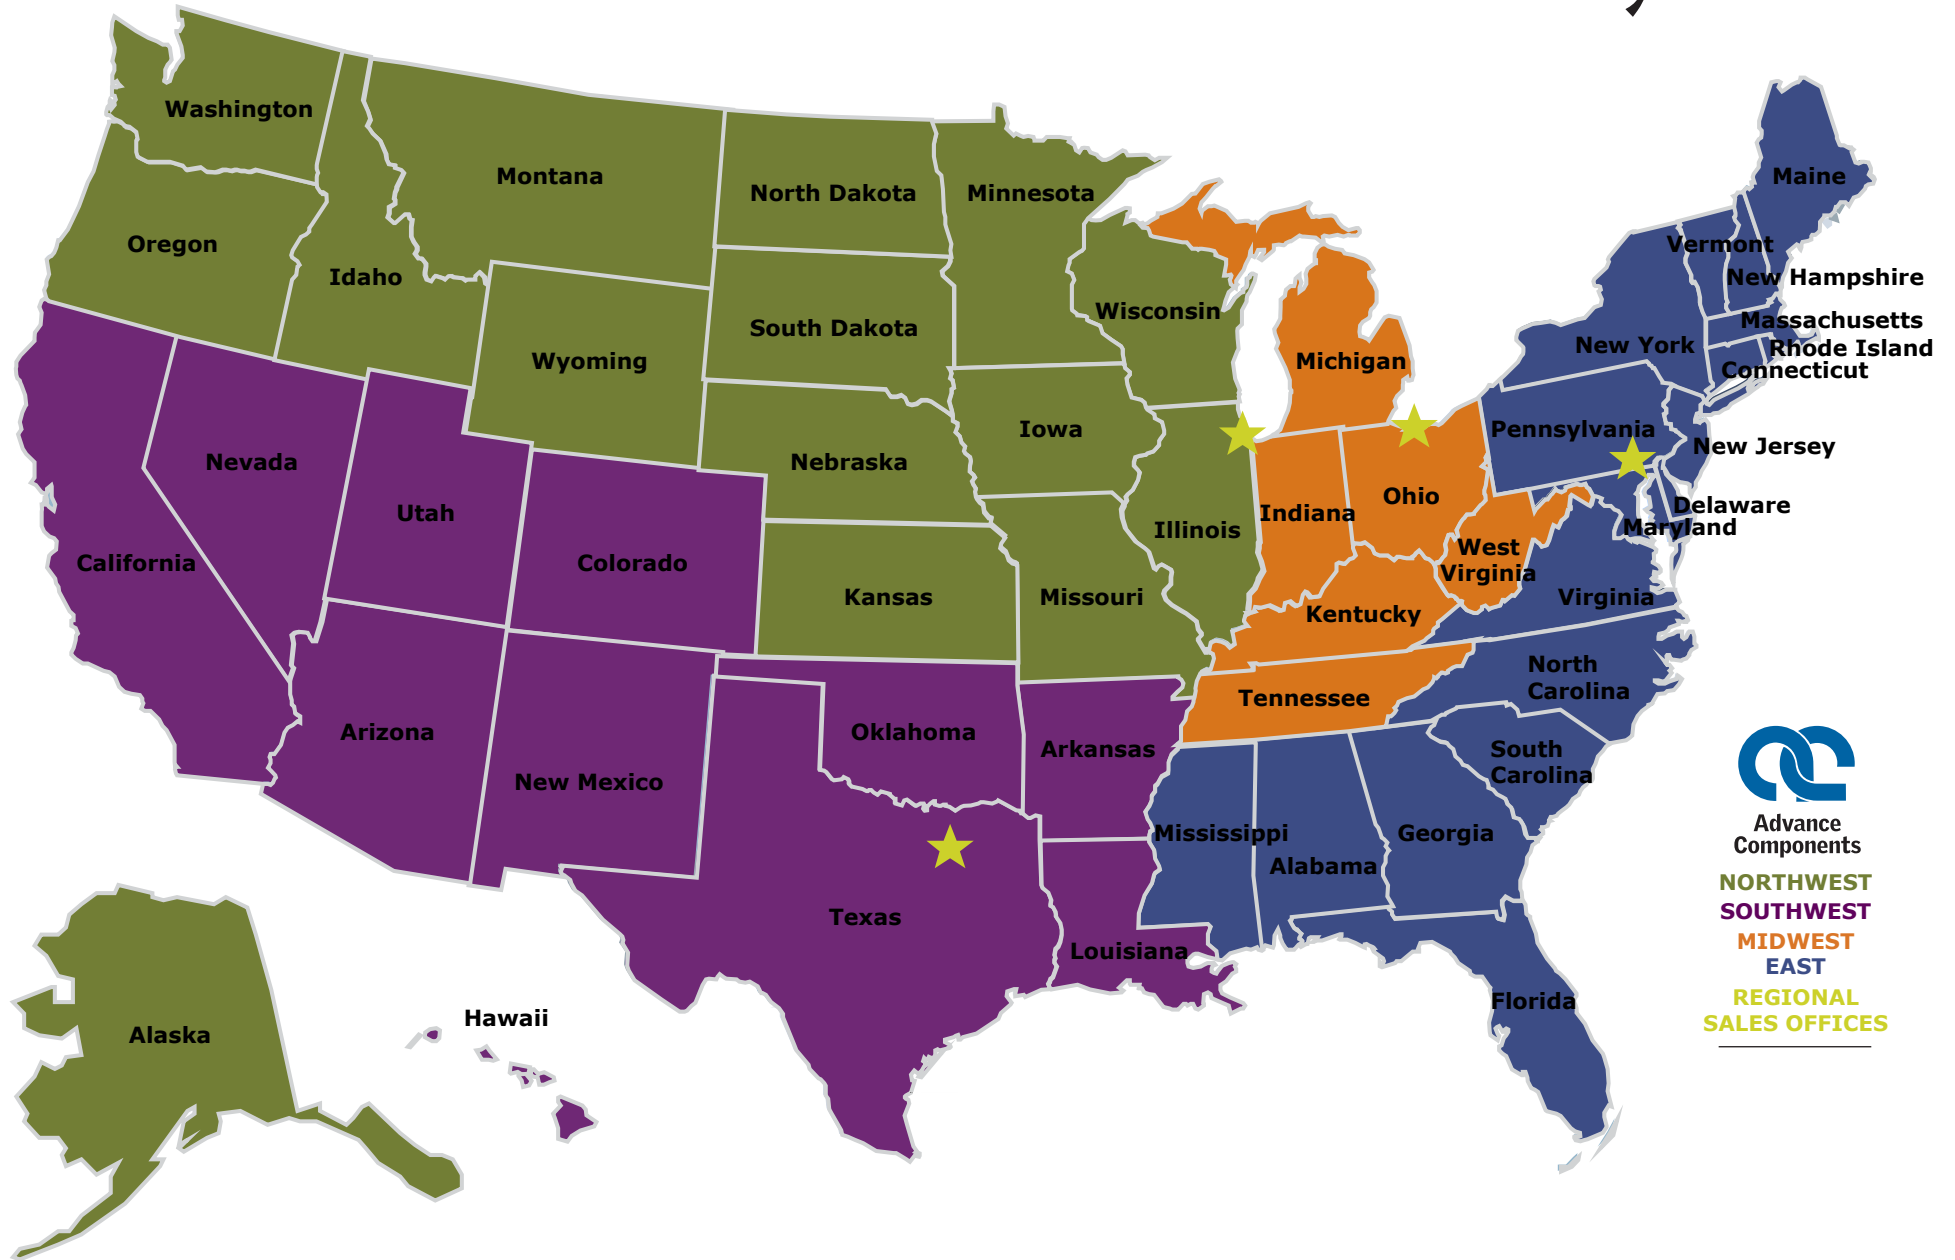 Washington
Montana
North Dakota
Minnesota
Maine
Oregon
Idaho
Vermont
New Hampshire
Wisconsin
South Dakota
Massachusetts
Wyoming
Michigan
New York
Rhode Island
Connecticut
Nevada
Nebraska
Iowa
Pennsylvania
New Jersey
Utah
Illinois
Indiana
Ohio
Delaware
Maryland
California
Colorado
Kansas
Missouri
West
Virginia
Kentucky
Virginia
Arizona
New Mexico
Oklahoma
Arkansas
Tennessee
North
Carolina
South
Carolina
Mississippi
Alabama
Georgia
Texas
Louisiana
Florida
Alaska
Hawaii
Advance
Components
NORTHWEST
SOUTHWEST
MIDWEST
EAST
REGIONAL
SALES OFFICES